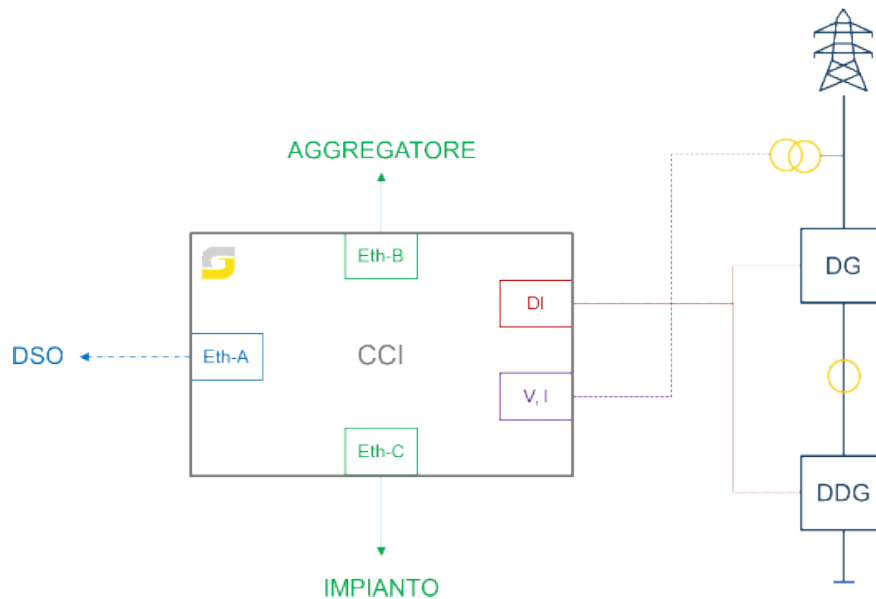 AGGREGATORE
Eth-B
DG
DI
DSO
Eth-A
CCI
V, I
Eth-C
DDG
IMPIANTO